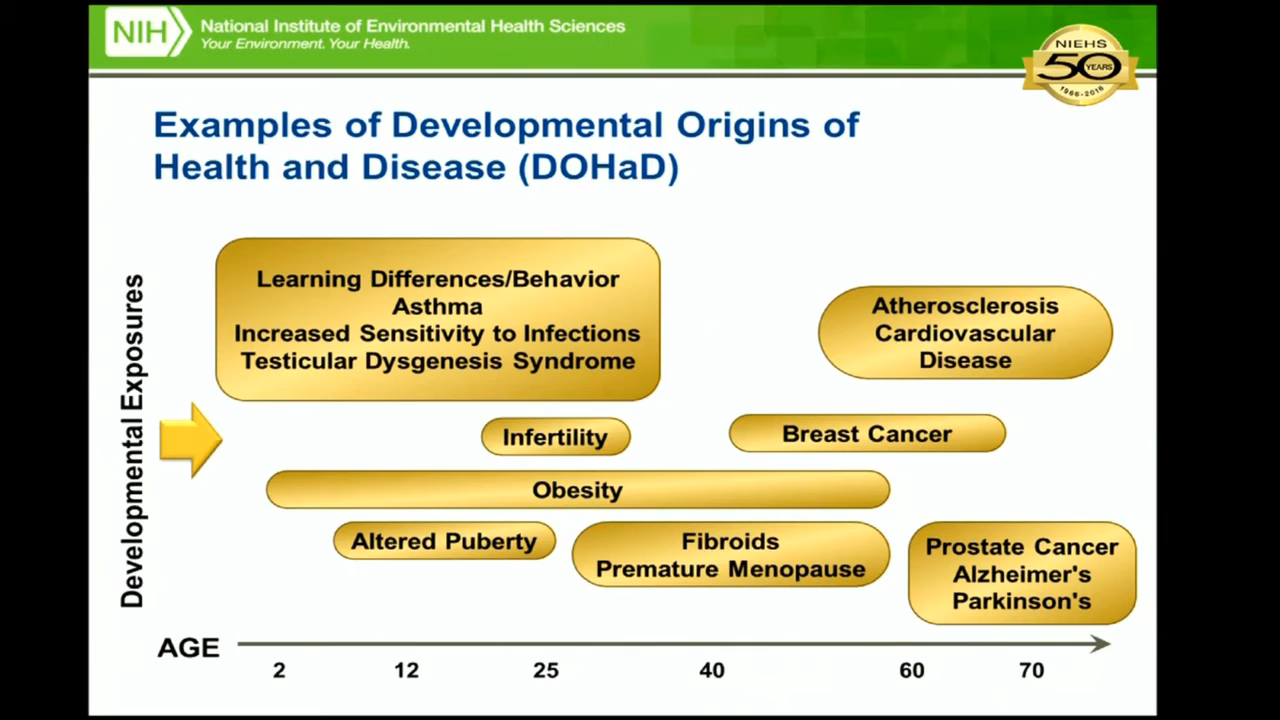 NIH
National Institute of Environmental Health Sciences
Your Environment. Your Health.
NIEHS
50
YEARS
1966-2016
Examples of Developmental Origins of
Health and Disease (DOHaD)
Developmental Exposures
Learning Differences/Behavior
Asthma
Increased Sensitivity to Infections
Testicular Dysgenesis Syndrome
Atherosclerosis
Cardiovascular
Disease
Infertility
Breast Cancer
Obesity
Altered Puberty
Fibroids
Premature Menopause
Prostate Cancer
Alzheimer's
Parkinson's
AGE
2 12 25 40 60 70